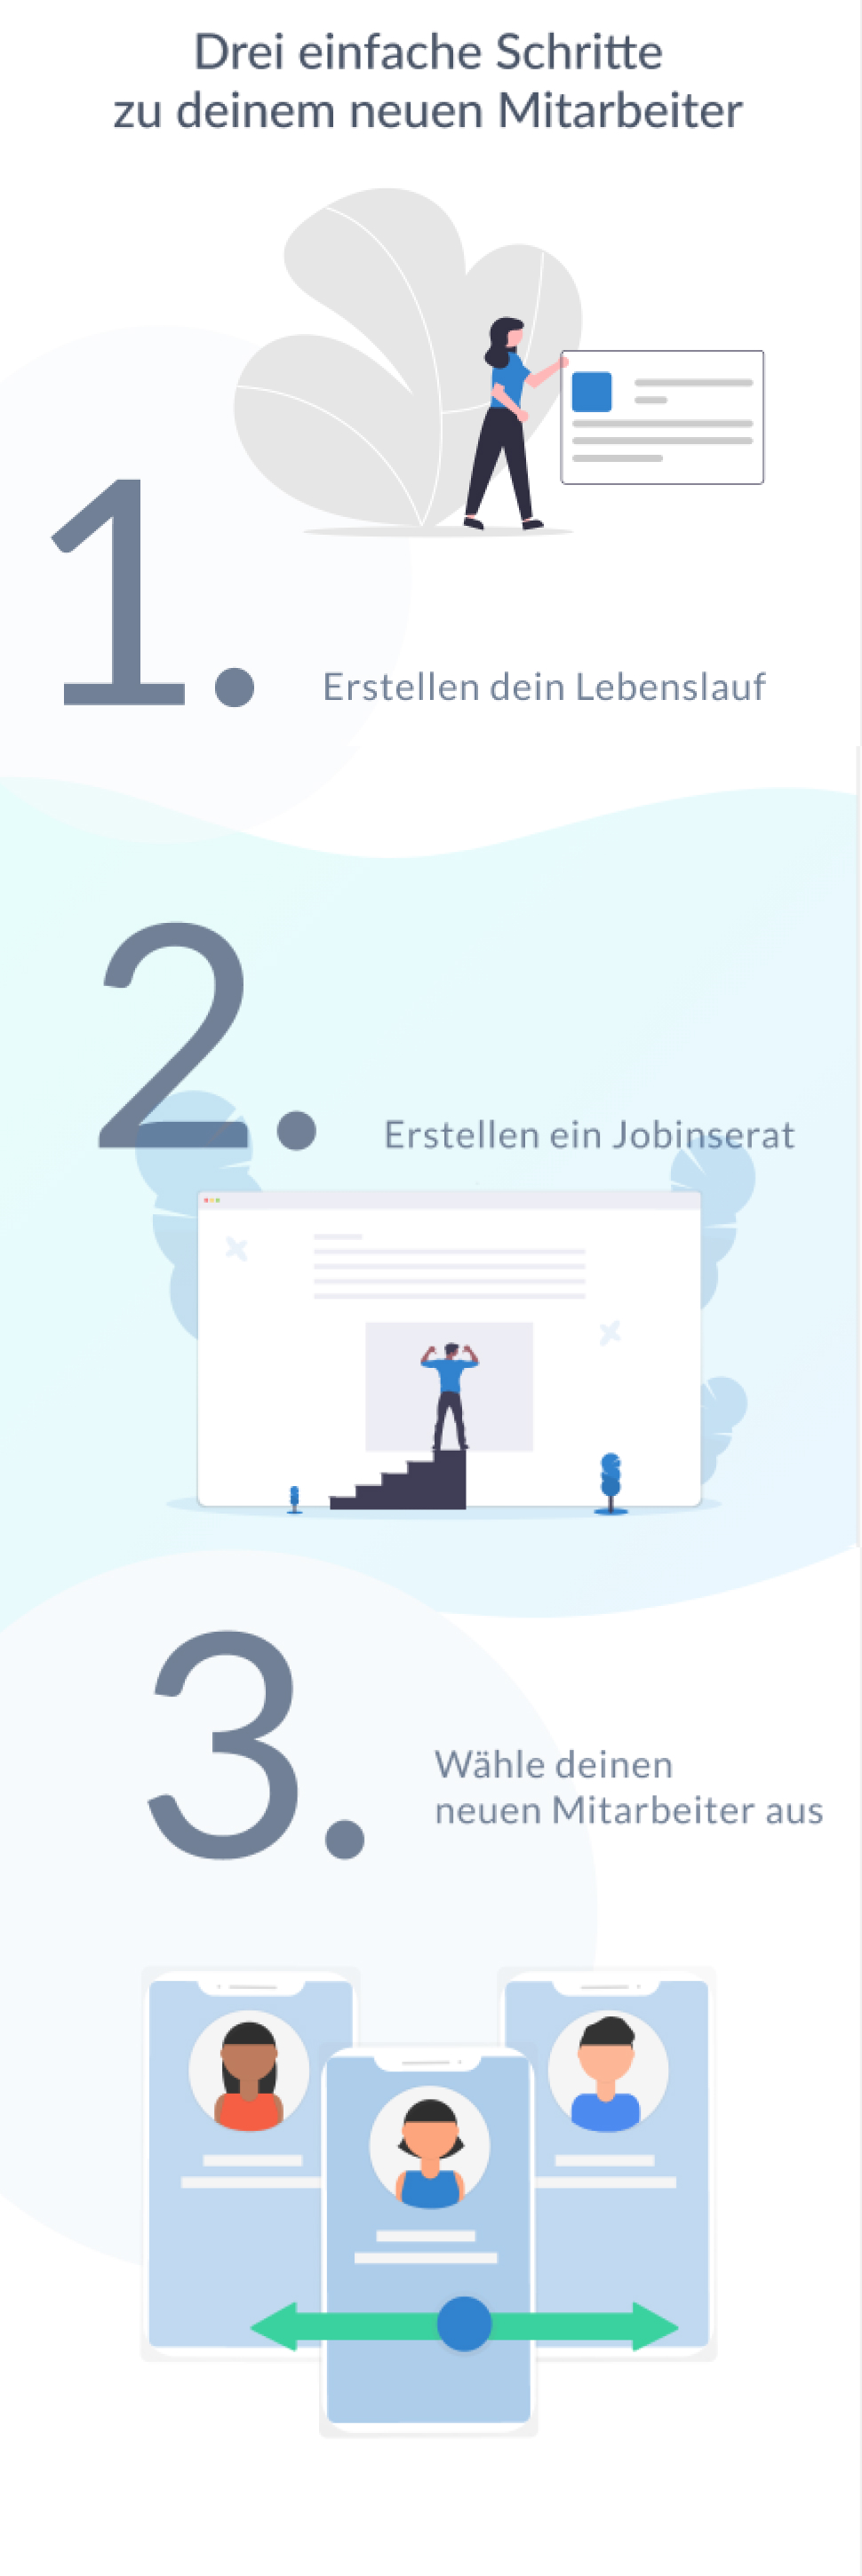 Drei einfache Schritte
zu deinem neuen Mitarbeiter
1.
Erstellen dein Lebenslauf
2.
Erstellen ein Jobinserat
3.
Wähle deinen
neuen Mitarbeiter aus